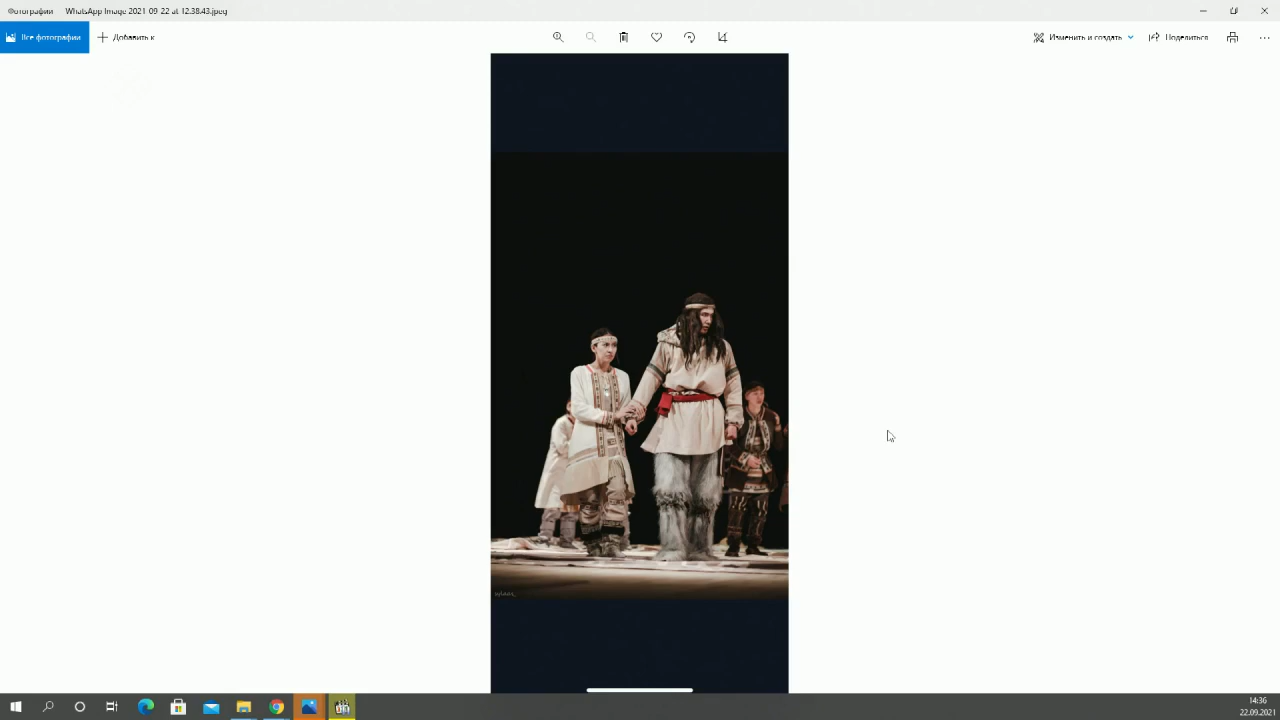 Фотографии WhatsApp Image 2021-09-22 at 12.38.43.jpeg
Все фотографии
Добавить к
Изменить и создать
Поделиться
14:36
22.09.2021